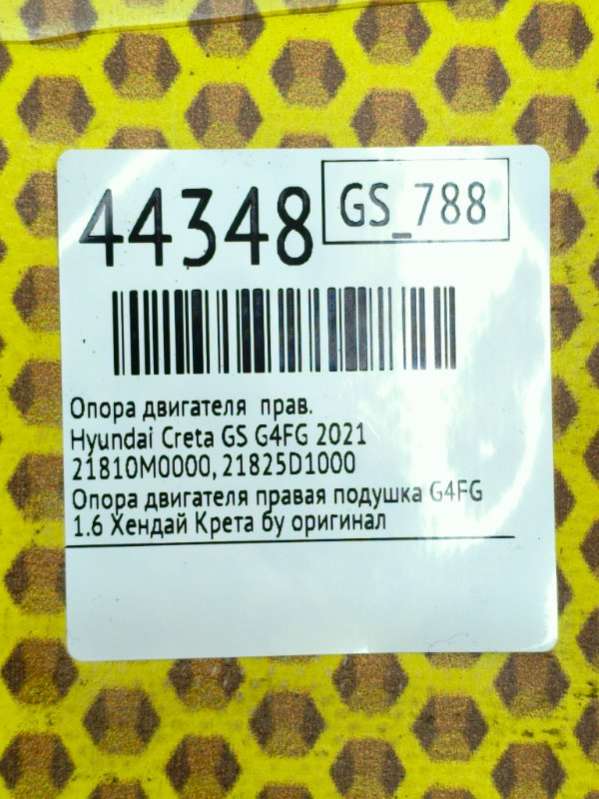 44348
GS_788
Опора двигателя прав.
Hyundai Creta GS G4FG 2021
21810M0000, 21825D1000
Опора двигателя правая подушка G4FG
1.6 Хендай Крета бу оригинал